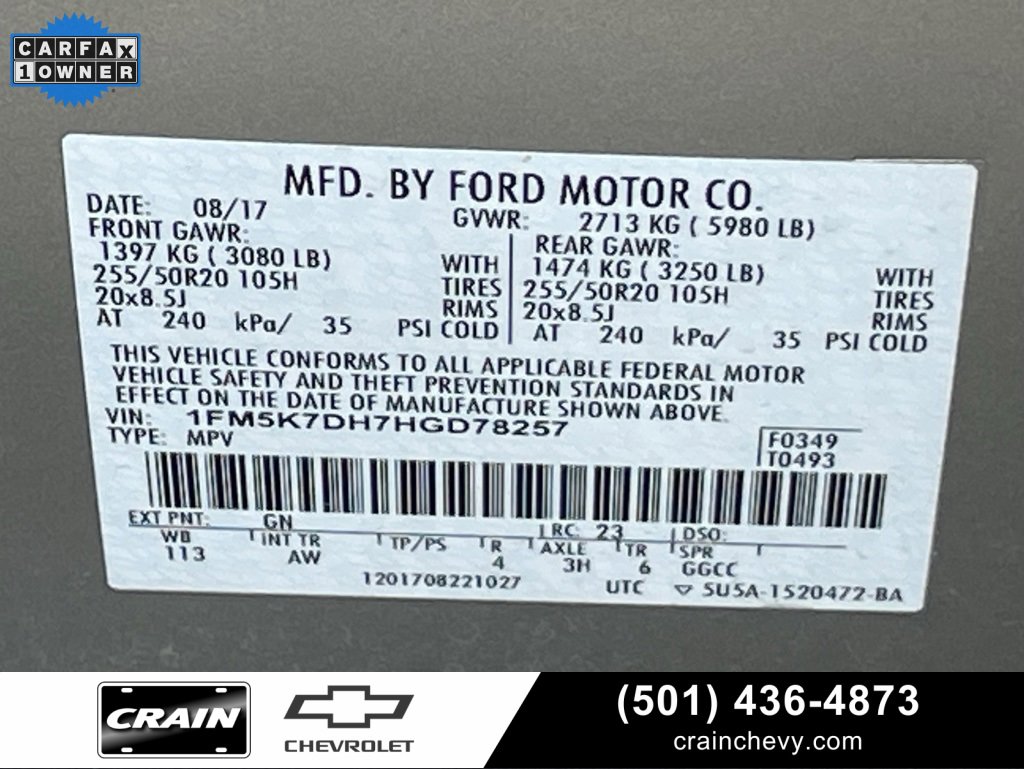 CARFAX
1 OWNER
MFD. BY FORD MOTOR CO.
DATE: 08/17 GVWR: 2713 KG ( 5980 LB)
FRONT GAWR: REAR GAWR:
1397 KG ( 3080 LB) WITH 1474 KG ( 3250 LB) WITH
255/50R20 105H TIRES 255/50R20 105H TIRES
20x8.5J RIMS 20x8.5J RIMS
AT 240 kPa/ 35 PSI COLD AT 240 kPa/ 35 PSI COLD
THIS VEHICLE CONFORMS TO ALL APPLICABLE FEDERAL MOTOR
VEHICLE SAFETY AND THEFT PREVENTION STANDARDS IN
EFFECT ON THE DATE OF MANUFACTURE SHOWN ABOVE.
VIN: 1FM5K7DH7HGD78257
TYPE: MPV
F0349
T0493
EXT PNT: GN RC: 23 DSO:
WB INT TR TP/PS R AXLE TR SPR
113 AW 4 3H 6 GGCC
1201708221027 UTC ▽ 5U5A-1520472-BA
CRAIN
CHEVROLET
(501) 436-4873
crainchevy.com